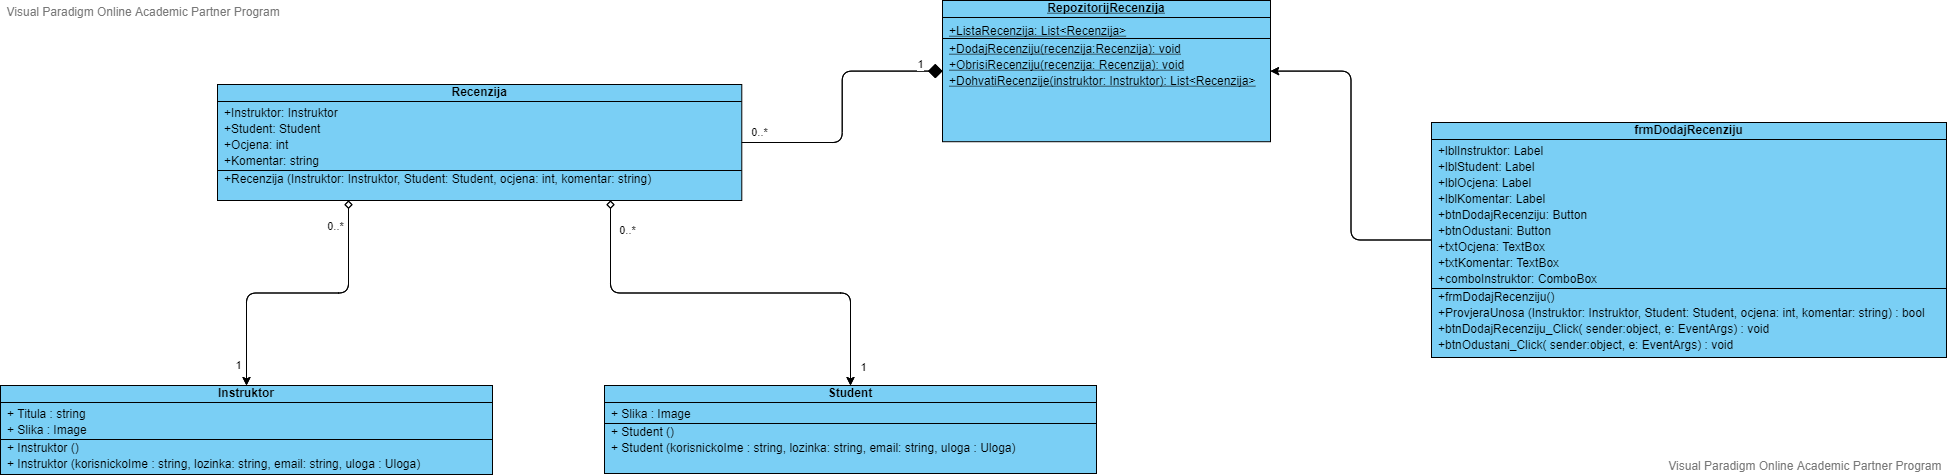 Visual Paradigm Online Academic Partner Program
RepozitorijRecenzija
+ListaRecenzija: List<Recenzija>
+DodajRecenziju(recenzija:Recenzija): void
+ObrisiRecenziju(recenzija: Recenzija): void
+DohvatiRecenzije(instruktor: Instruktor): List<Recenzija>
1
0..*
Recenzija
+Instruktor: Instruktor
+Student: Student
+Ocjena: int
+Komentar: string
+Recenzija (Instruktor: Instruktor, Student: Student, ocjena: int, komentar: string)
frmDodajRecenziju
+lblInstruktor: Label
+lblStudent: Label
+lblOcjena: Label
+lblKomentar: Label
+btnDodajRecenziju: Button
+btnOdustani: Button
+txtOcjena: TextBox
+txtKomentar: TextBox
+comboInstruktor: ComboBox
+frmDodajRecenziju()
+ProvjeraUnosa (Instruktor: Instruktor, Student: Student, ocjena: int, komentar: string) : bool
+btnDodajRecenziju_Click( sender:object, e: EventArgs) : void
+btnOdustani_Click( sender:object, e: EventArgs) : void
0..*
0..*
1
1
Instruktor
+ Titula : string
+ Slika : Image
+ Instruktor ()
+ Instruktor (korisnickoIme : string, lozinka: string, email: string, uloga : Uloga)
Student
+ Slika : Image
+ Student ()
+ Student (korisnickoIme : string, lozinka: string, email: string, uloga : Uloga)
Visual Paradigm Online Academic Partner Program